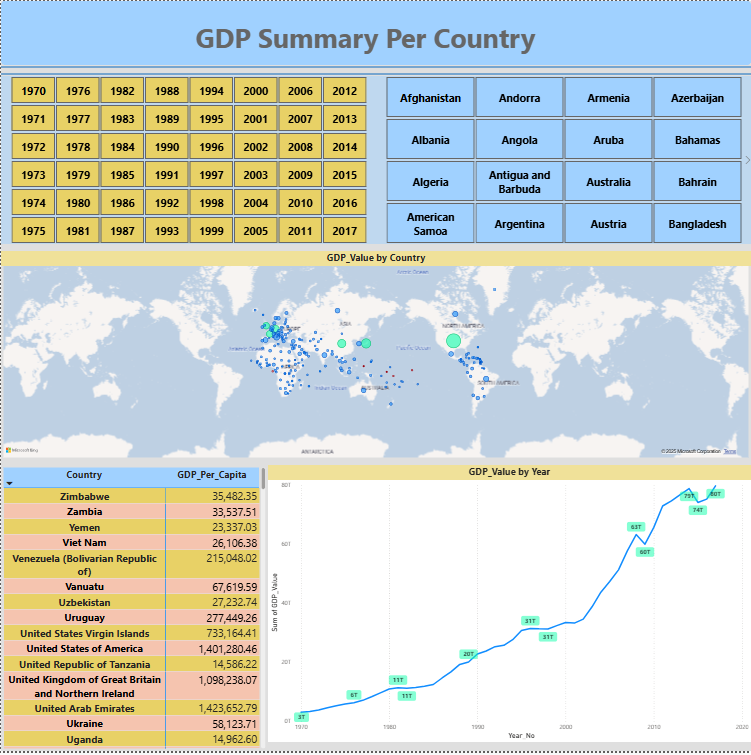 GDP Summary Per Country
1970 1976 1982 1988 1994 2000 2006 2012
1971 1977 1983 1989 1995 2001 2007 2013
1972 1978 1984 1990 1996 2002 2008 2014
1973 1979 1985 1991 1997 2003 2009 2015
1974 1980 1986 1992 1998 2004 2010 2016
1975 1981 1987 1993 1999 2005 2011 2017
Afghanistan Andorra Armenia Azerbaijan
Albania Angola Aruba Bahamas
Algeria Antigua and Barbuda Australia Bahrain
American Samoa Argentina Austria Bangladesh
GDP_Value by Country
Arctic Ocean
ASIA
NORTH AMERICA
Atlantic Ocean
Pacific Ocean
Indian Ocean
SOUTH AMERICA
ANTARCTICA
Microsoft Bing
© 2025 Microsoft Corporation Terms
Country GDP_Per_Capita
Zimbabwe 35,482.35
Zambia 33,537.51
Yemen 23,337.03
Viet Nam 26,106.38
Venezuela (Bolivarian Republic of) 215,048.02
Vanuatu 67,619.59
Uzbekistan 27,232.74
Uruguay 277,449.26
United States Virgin Islands 733,164.41
United States of America 1,401,280.46
United Republic of Tanzania 14,586.22
United Kingdom of Great Britain and Northern Ireland 1,098,238.07
United Arab Emirates 1,423,652.79
Ukraine 58,123.71
Uganda 14,962.60
GDP_Value by Year
Sum of GDP_Value
80T
60T
40T
20T
0T
3T
6T
11T
11T
20T
31T
31T
63T
60T
79T
74T
80T
1970 1980 1990 2000 2010 2020
Year_No